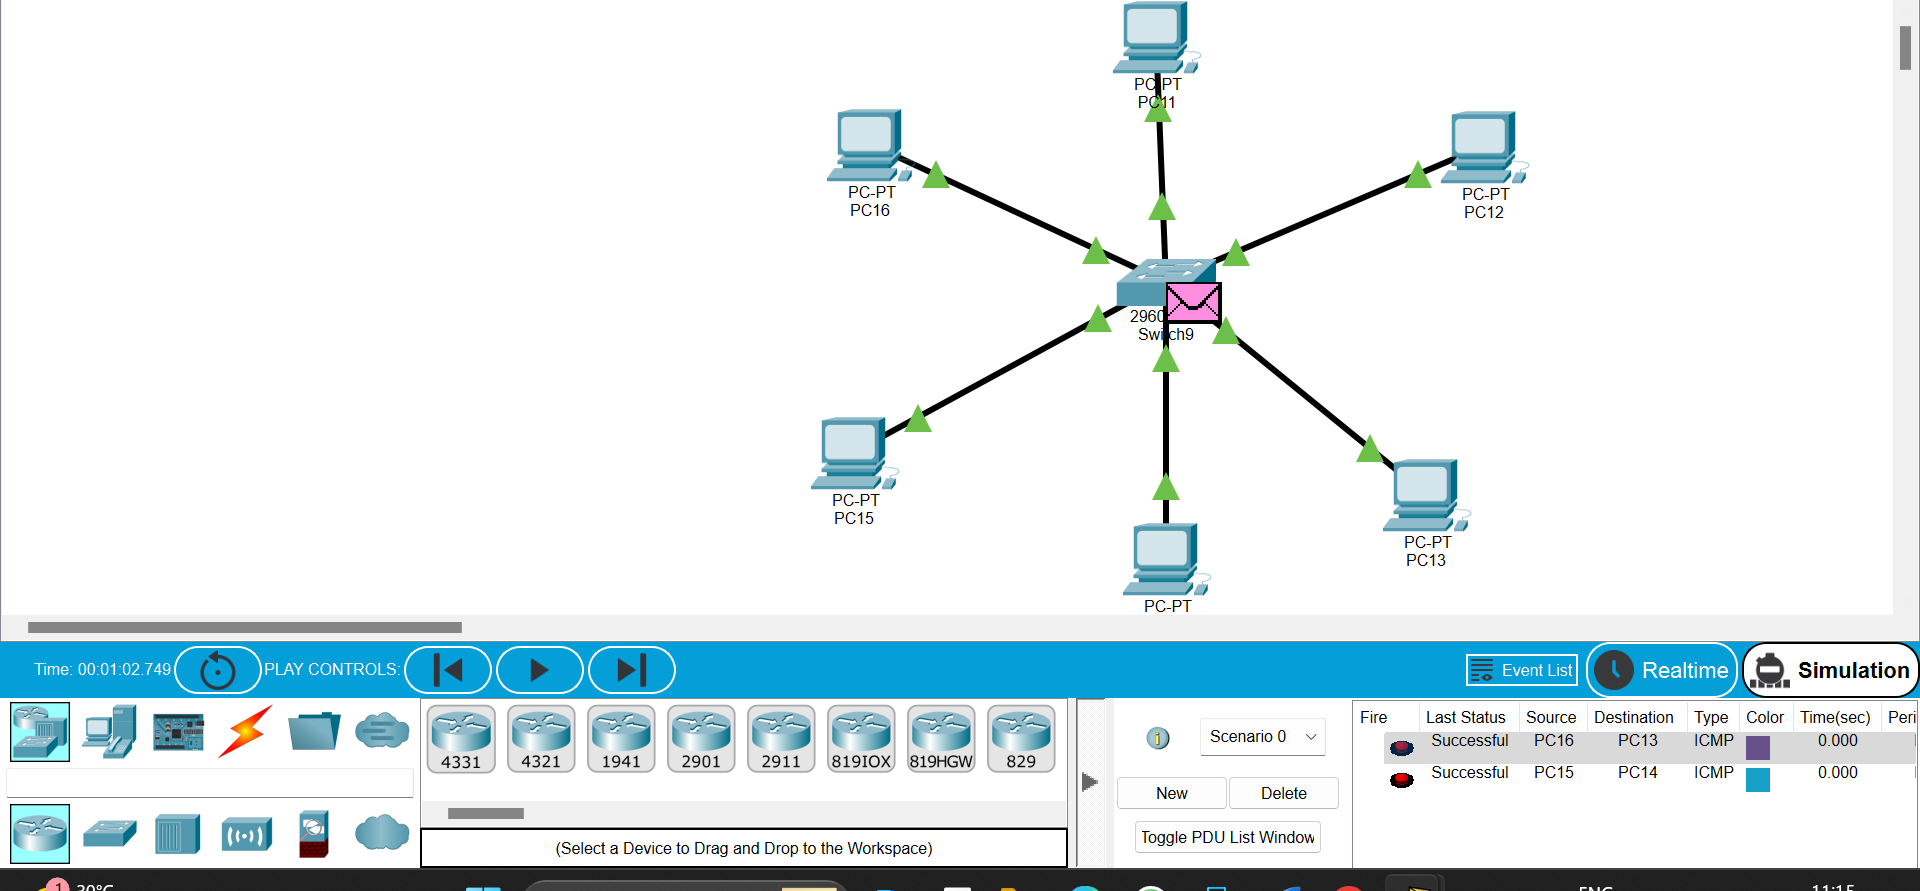 PC-PT
PC11
PC-PT
PC16
PC-PT
PC12
2960
Switch9
PC-PT
PC15
PC-PT
PC13
PC-PT
Time: 00:01:02.749
PLAY CONTROLS:
Event List
Realtime
Simulation
4331
4321
1941
2901
2911
819IOX
819HGW
829
(Select a Device to Drag and Drop to the Workspace)
Scenario 0
New
Delete
Toggle PDU List Window
Fire Last Status Source Destination Type Color Time(sec) Peri
Successful PC16 PC13 ICMP 0.000
Successful PC15 PC14 ICMP 0.000
1
30°C
ENG
11:15